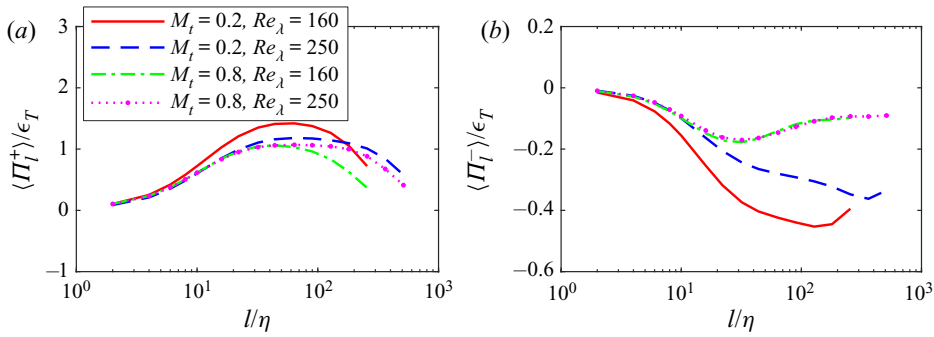 (a)
3
2
1
0
–1
⟨Π_l^+⟩/ϵ_T
M_t = 0.2, Re_λ = 160
M_t = 0.2, Re_λ = 250
M_t = 0.8, Re_λ = 160
M_t = 0.8, Re_λ = 250
10^0 10^1 10^2 10^3
l/η
(b)
0.2
0
–0.2
–0.4
–0.6
⟨Π_l^–⟩/ϵ_T
10^0 10^1 10^2 10^3
l/η